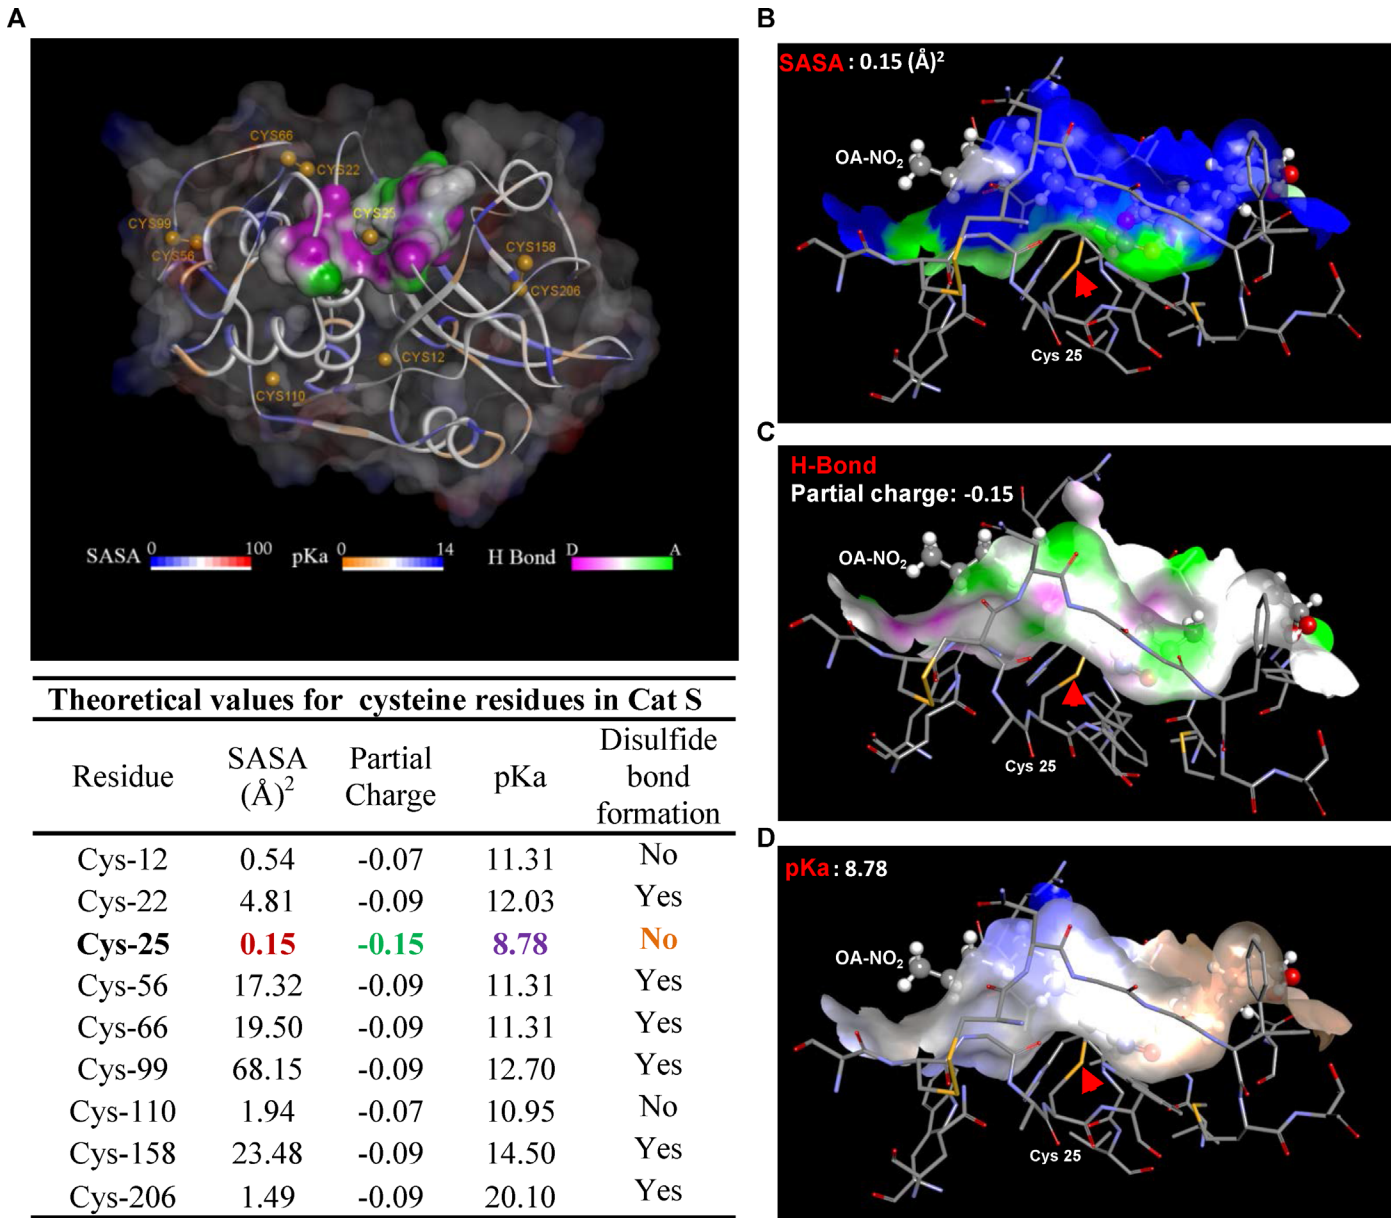 A
CYS66
CYS22
CYS99
CYS56
CYS25
CYS158
CYS206
CYS12
CYS110
SASA 0 100 pKa 0 14 H Bond D A
Theoretical values for cysteine residues in Cat S
Residue SASA (Å)² Partial Charge pKa Disulfide bond formation
Cys-12 0.54 -0.07 11.31 No
Cys-22 4.81 -0.09 12.03 Yes
Cys-25 0.15 -0.15 8.78 No
Cys-56 17.32 -0.09 11.31 Yes
Cys-66 19.50 -0.09 11.31 Yes
Cys-99 68.15 -0.09 12.70 Yes
Cys-110 1.94 -0.07 10.95 No
Cys-158 23.48 -0.09 14.50 Yes
Cys-206 1.49 -0.09 20.10 Yes
B
SASA : 0.15 (Å)²
OA-NO₂
Cys 25
C
H-Bond
Partial charge: -0.15
OA-NO₂
Cys 25
D
pKa : 8.78
OA-NO₂
Cys 25